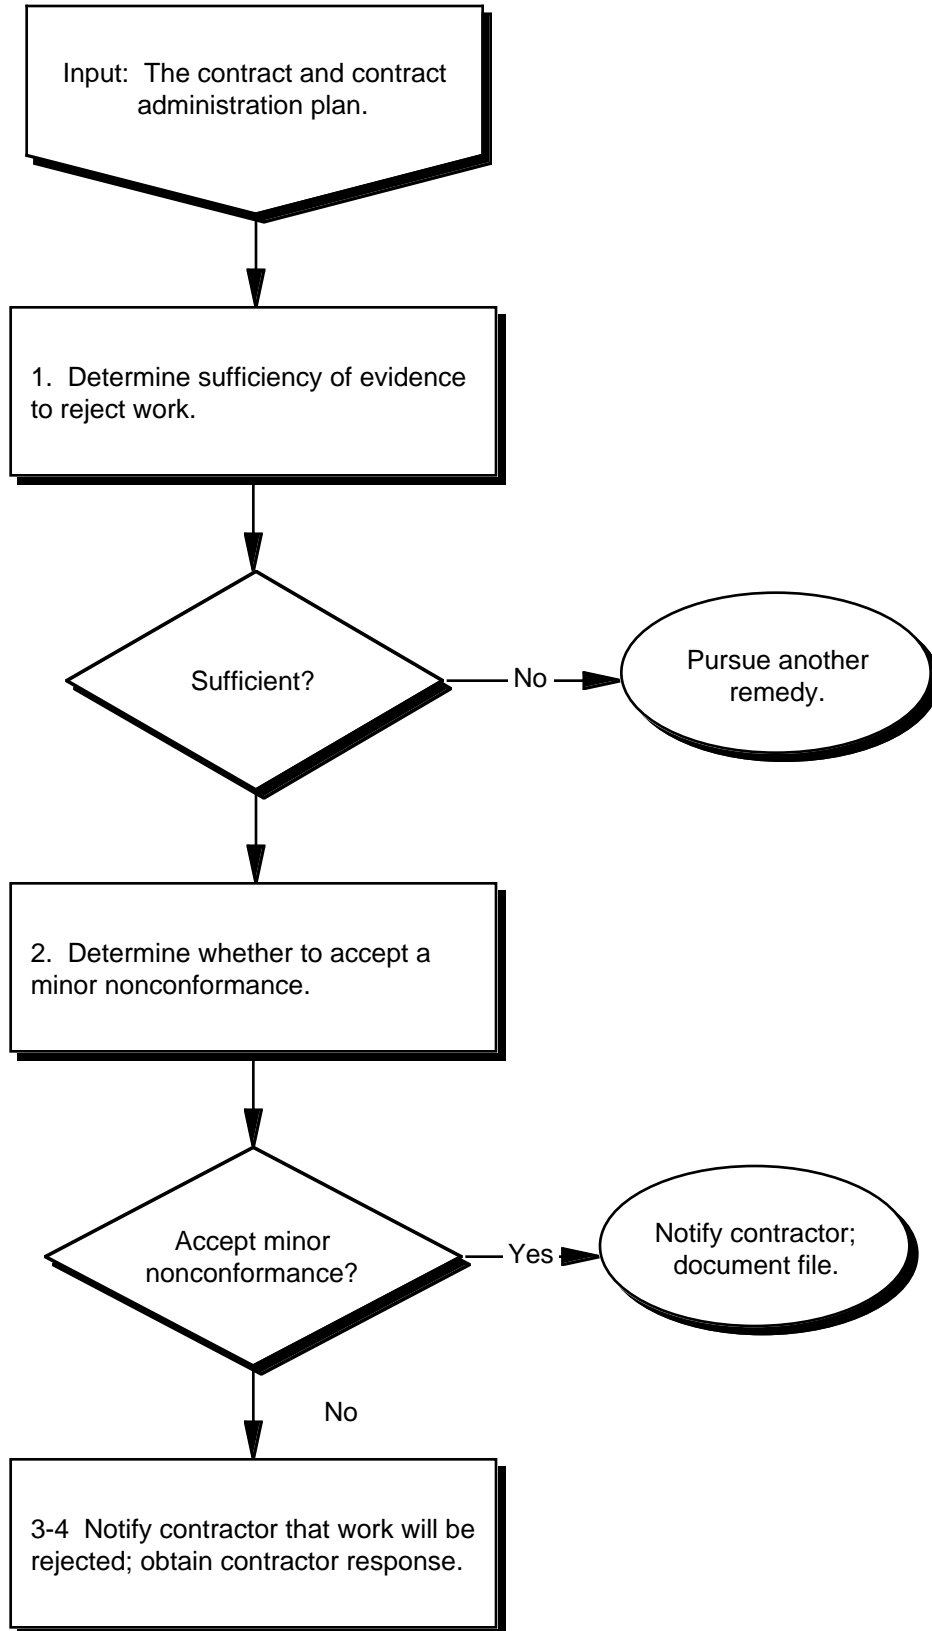 Input:  The contract and contract
administration plan.
1.  Determine sufficiency of evidence
to reject work.
Sufficient?
No
Pursue another
remedy.
2.  Determine whether to accept a
minor nonconformance.
Accept minor
nonconformance?
Yes
Notify contractor;
document file.
No
3-4  Notify contractor that work will be
rejected; obtain contractor response.